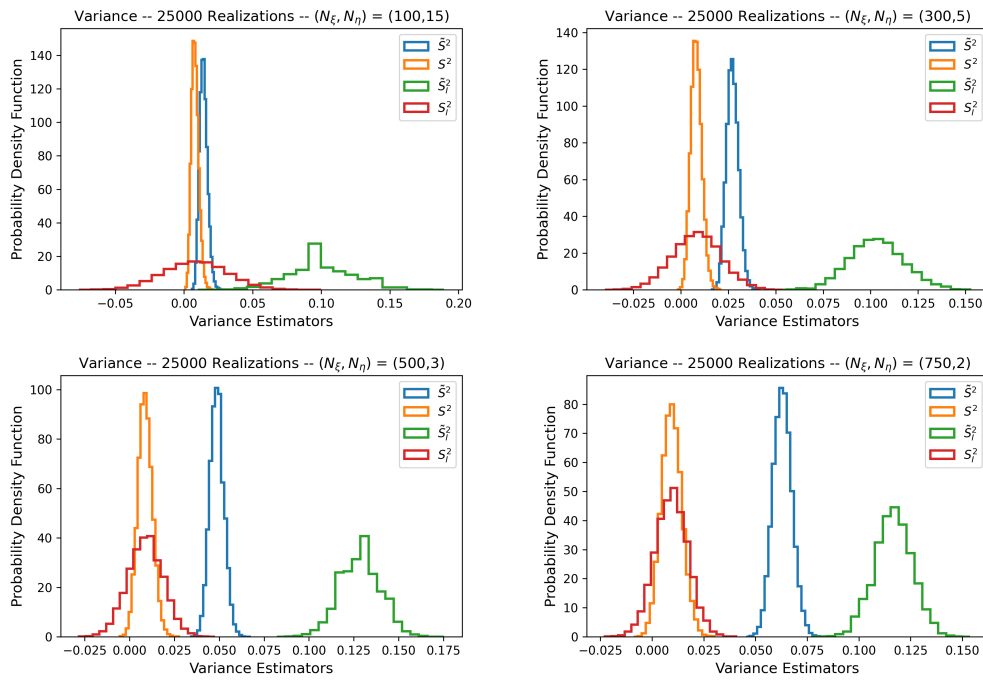 Variance -- 25000 Realizations -- (Nξ, Nη) = (100,15)
Probability Density Function
140
120
100
80
60
40
20
0
−0.05 0.00 0.05 0.10 0.15 0.20
Variance Estimators
S̃²
S²
S̃ᵢ²
Sᵢ²
Variance -- 25000 Realizations -- (Nξ, Nη) = (300,5)
Probability Density Function
140
120
100
80
60
40
20
0
−0.025 0.000 0.025 0.050 0.075 0.100 0.125 0.150
Variance Estimators
S̃²
S²
S̃ᵢ²
Sᵢ²
Variance -- 25000 Realizations -- (Nξ, Nη) = (500,3)
Probability Density Function
100
80
60
40
20
0
−0.025 0.000 0.025 0.050 0.075 0.100 0.125 0.150 0.175
Variance Estimators
S̃²
S²
S̃ᵢ²
Sᵢ²
Variance -- 25000 Realizations -- (Nξ, Nη) = (750,2)
Probability Density Function
80
70
60
50
40
30
20
10
0
−0.025 0.000 0.025 0.050 0.075 0.100 0.125 0.150
Variance Estimators
S̃²
S²
S̃ᵢ²
Sᵢ²